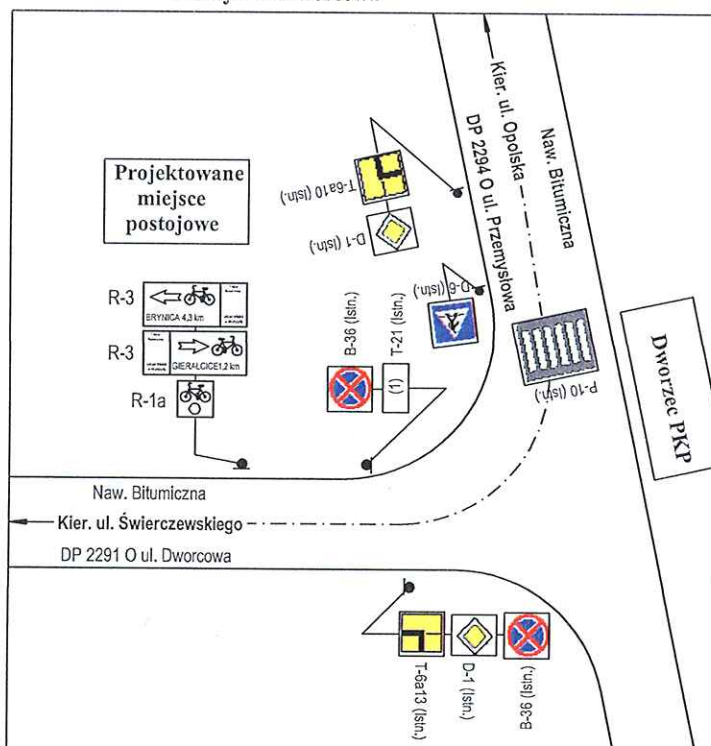 Projektowane
miejsce
postojowe
R-3
BRYNICA 4,3 km
R-3
GIERAŁCICE1,2 km
R-1a
T-6a10 (Istn.)
D-1 (Istn.)
D-6 (Istn.)
B-36 (Istn.)
T-21 (Istn.)
(1)
Kier. ul. Opolska
DP 2294 O ul. Przemysłowa
Naw. Bitumiczna
P-10 (Istn.)
Dworzec PKP
Naw. Bitumiczna
Kier. ul. Świerczewskiego
DP 2291 O ul. Dworcowa
T-6a13 (Istn.)
D-1 (Istn.)
B-36 (Istn.)